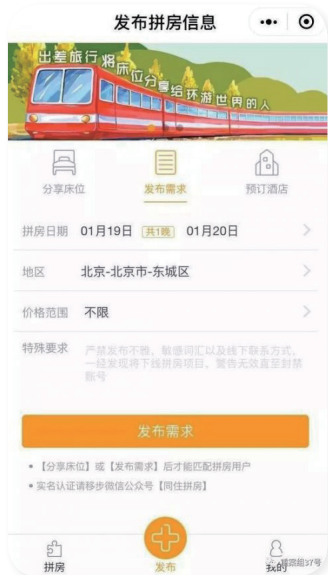 发布拼房信息
出差旅行将床位分享给环游世界的人
分享床位
发布需求
预订酒店
拼房日期 01月19日 共1晚 01月20日
地区 北京-北京市-东城区
价格范围 不限
特殊要求 严禁发布不雅、敏感词汇以及线下联系方式,
一经发现将下线拼房项目,警告无效直至封禁
账号
发布需求
• 【分享床位】或【发布需求】后才能匹配拼房用户
• 实名认证请移步微信公众号【同住拼房】
拼房
发布
我的